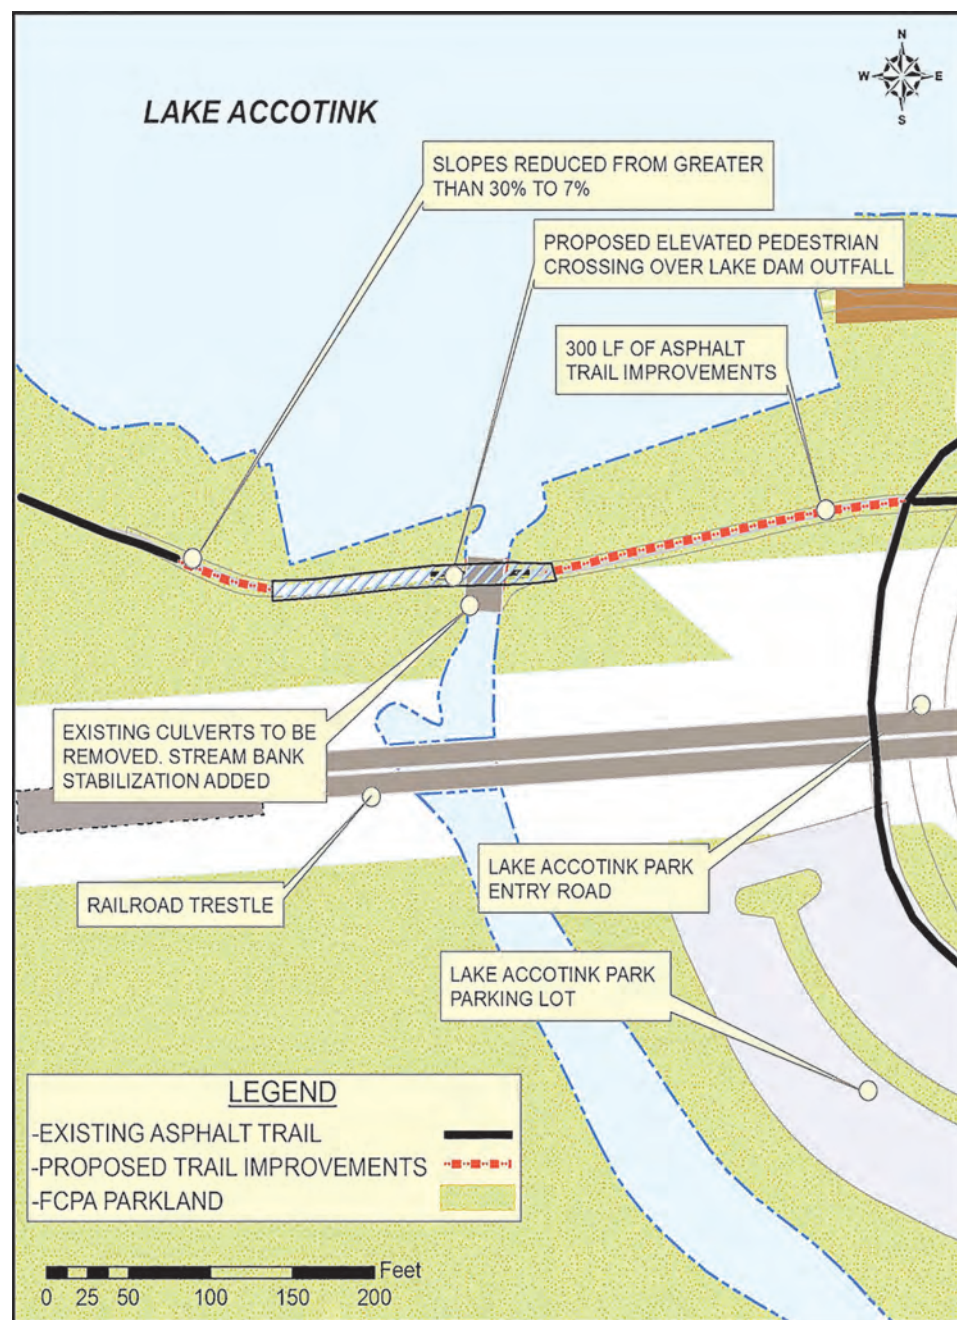 N
W E
S
LAKE ACCOTINK
SLOPES REDUCED FROM GREATER
THAN 30% TO 7%
PROPOSED ELEVATED PEDESTRIAN
CROSSING OVER LAKE DAM OUTFALL
300 LF OF ASPHALT
TRAIL IMPROVEMENTS
EXISTING CULVERTS TO BE
REMOVED. STREAM BANK
STABILIZATION ADDED
LAKE ACCOTINK PARK
ENTRY ROAD
RAILROAD TRESTLE
LAKE ACCOTINK PARK
PARKING LOT
LEGEND
-EXISTING ASPHALT TRAIL
-PROPOSED TRAIL IMPROVEMENTS
-FCPA PARKLAND
Feet
0 25 50 100 150 200